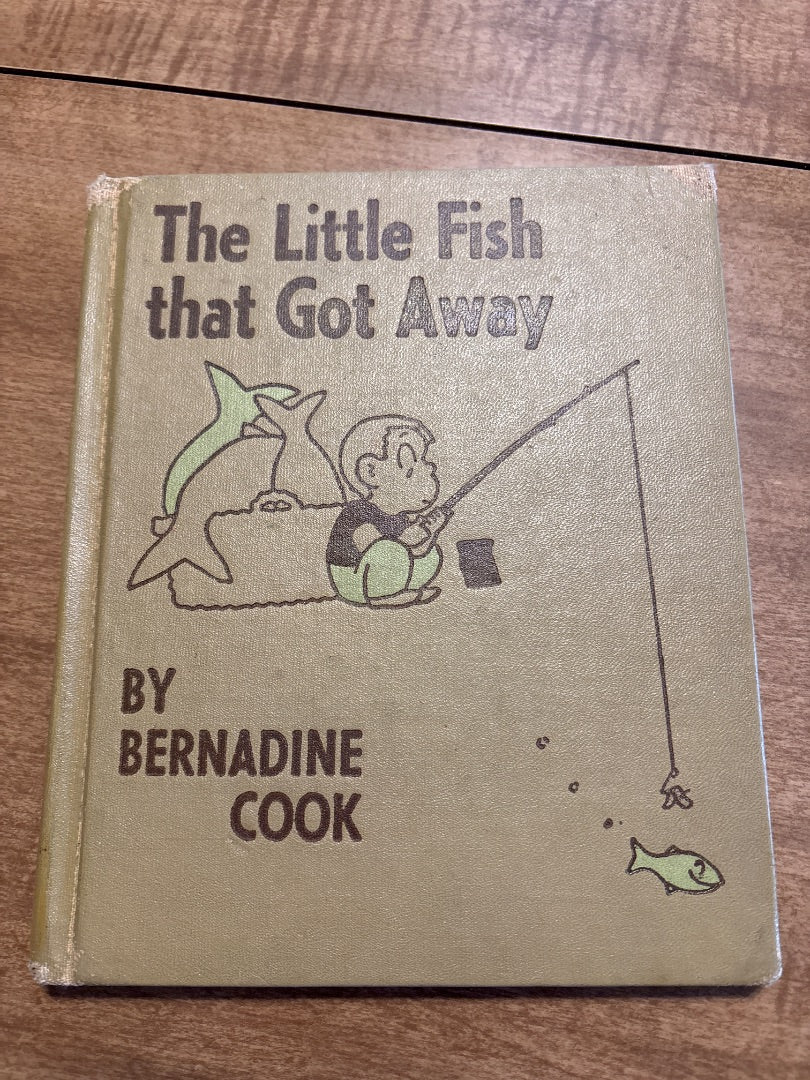 The Little Fish
that Got Away
BY
BERNADINE
COOK